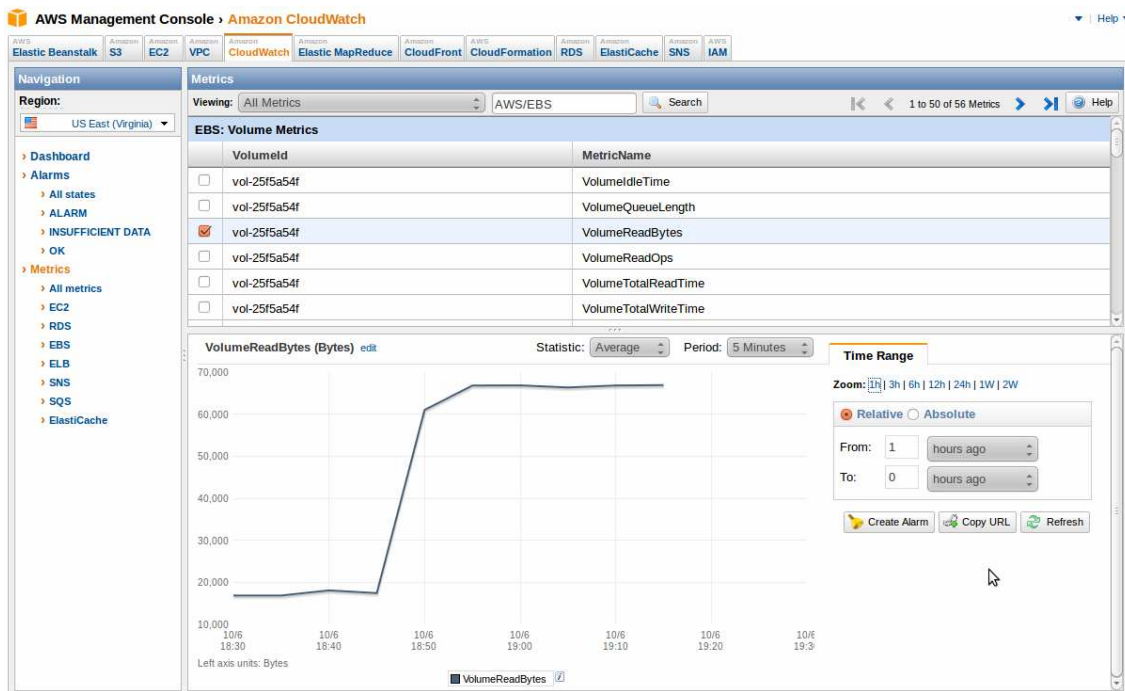 AWS Management Console › Amazon CloudWatch
Help
AWS Elastic Beanstalk
Amazon S3
Amazon EC2
Amazon VPC
Amazon CloudWatch
Amazon Elastic MapReduce
Amazon CloudFront
AWS CloudFormation
Amazon RDS
Amazon ElastiCache
Amazon SNS
AWS IAM
Navigation
Region:
US East (Virginia)
› Dashboard
› Alarms
› All states
› ALARM
› INSUFFICIENT DATA
› OK
› Metrics
› All metrics
› EC2
› RDS
› EBS
› ELB
› SNS
› SQS
› ElastiCache
Metrics
Viewing: All Metrics AWS/EBS Search 1 to 50 of 56 Metrics Help
EBS: Volume Metrics
VolumeId MetricName
vol-25f5a54f VolumeIdleTime
vol-25f5a54f VolumeQueueLength
vol-25f5a54f VolumeReadBytes
vol-25f5a54f VolumeReadOps
vol-25f5a54f VolumeTotalReadTime
vol-25f5a54f VolumeTotalWriteTime
VolumeReadBytes (Bytes) edit Statistic: Average Period: 5 Minutes
70,000
60,000
50,000
40,000
30,000
20,000
10,000
10/6 10/6 10/6 10/6 10/6 10/6 10/6
18:30 18:40 18:50 19:00 19:10 19:20 19:3
Left axis units: Bytes
VolumeReadBytes
Time Range
Zoom: 1h | 3h | 6h | 12h | 24h | 1W | 2W
Relative Absolute
From: 1 hours ago
To: 0 hours ago
Create Alarm Copy URL Refresh